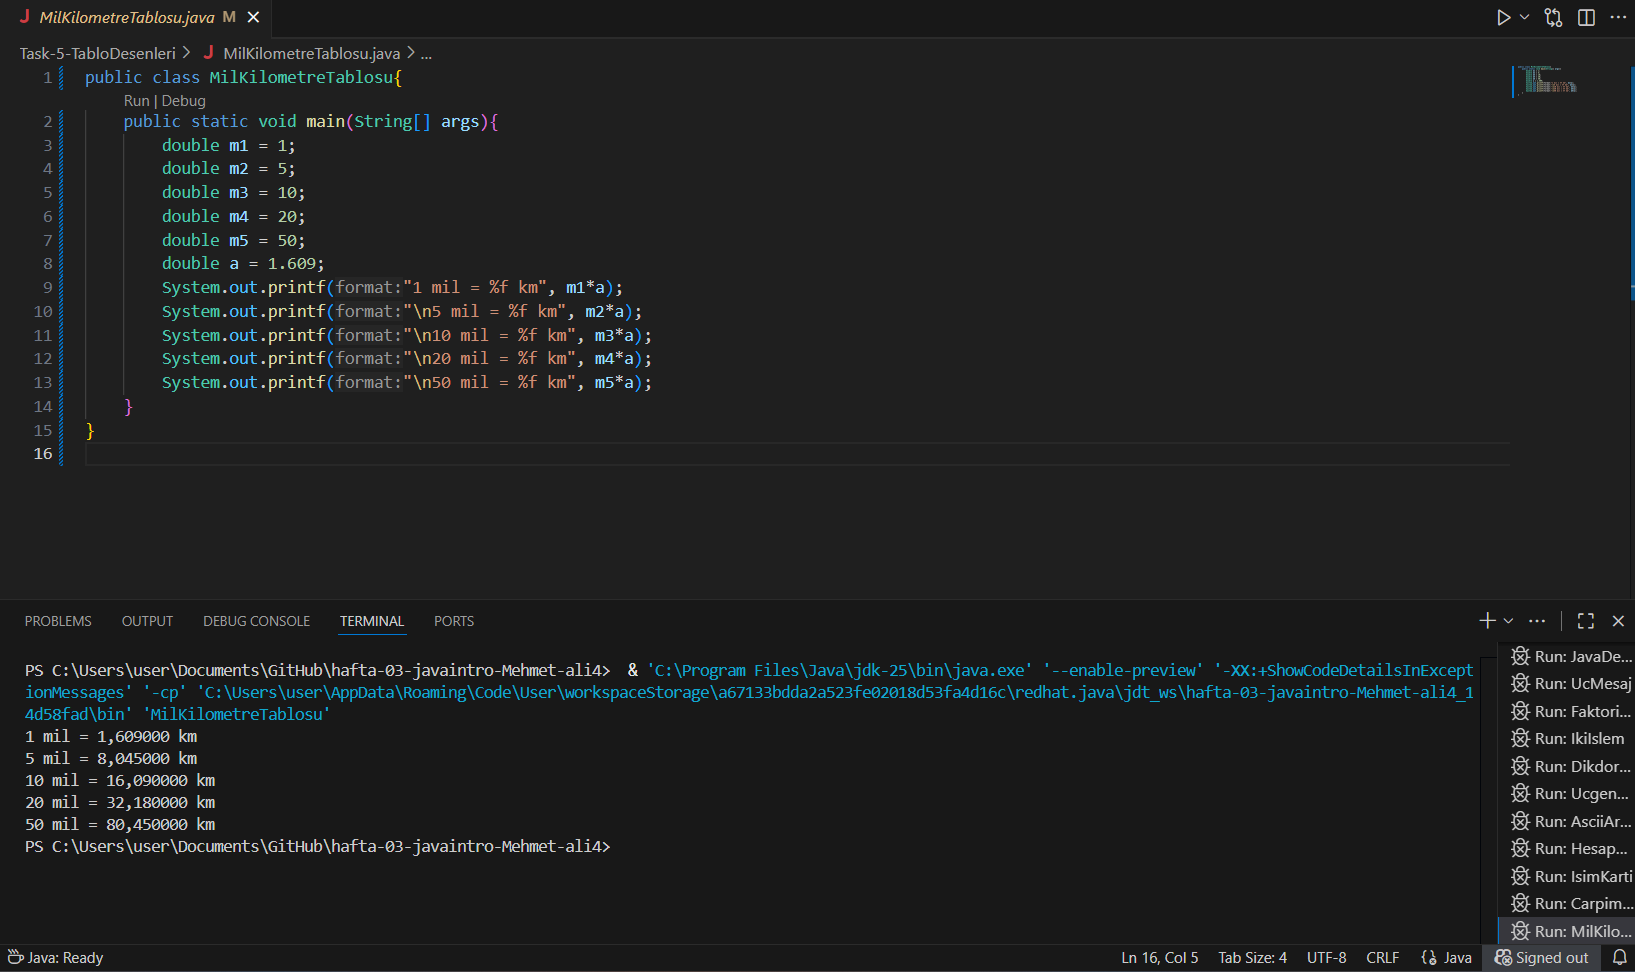 J MilKilometreTablosu.java M
Task-5-TabloDesenleri > J MilKilometreTablosu.java > ...
1 public class MilKilometreTablosu{
Run | Debug
2 public static void main(String[] args){
3 double m1 = 1;
4 double m2 = 5;
5 double m3 = 10;
6 double m4 = 20;
7 double m5 = 50;
8 double a = 1.609;
9 System.out.printf(format:"1 mil = %f km", m1*a);
10 System.out.printf(format:"\n5 mil = %f km", m2*a);
11 System.out.printf(format:"\n10 mil = %f km", m3*a);
12 System.out.printf(format:"\n20 mil = %f km", m4*a);
13 System.out.printf(format:"\n50 mil = %f km", m5*a);
14 }
15 }
16
PROBLEMS OUTPUT DEBUG CONSOLE TERMINAL PORTS
PS C:\Users\user\Documents\GitHub\hafta-03-javaintro-Mehmet-ali4> & 'C:\Program Files\Java\jdk-25\bin\java.exe' '--enable-preview' '-XX:+ShowCodeDetailsInExcept
ionMessages' '-cp' 'C:\Users\user\AppData\Roaming\Code\User\workspaceStorage\a67133bdda2a523fe02018d53fa4d16c\redhat.java\jdt_ws\hafta-03-javaintro-Mehmet-ali4_1
4d58fad\bin' 'MilKilometreTablosu'
1 mil = 1,609000 km
5 mil = 8,045000 km
10 mil = 16,090000 km
20 mil = 32,180000 km
50 mil = 80,450000 km
PS C:\Users\user\Documents\GitHub\hafta-03-javaintro-Mehmet-ali4>
Run: JavaDe...
Run: UcMesaj
Run: Faktori...
Run: IkiIslem
Run: Dikdor...
Run: Ucgen...
Run: AsciiAr...
Run: Hesap...
Run: IsimKarti
Run: Carpim...
Run: MilKilo...
Java: Ready
Ln 16, Col 5 Tab Size: 4 UTF-8 CRLF Java Signed out